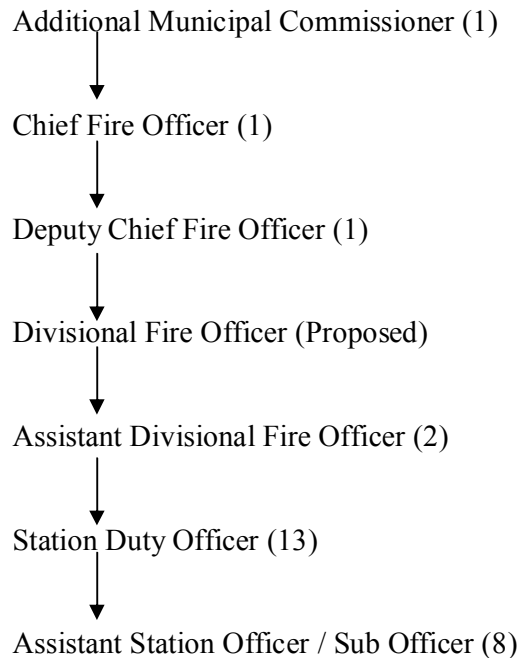 Additional Municipal Commissioner (1)
Chief Fire Officer (1)
Deputy Chief Fire Officer (1)
Divisional Fire Officer (Proposed)
Assistant Divisional Fire Officer (2)
Station Duty Officer (13)
Assistant Station Officer / Sub Officer (8)